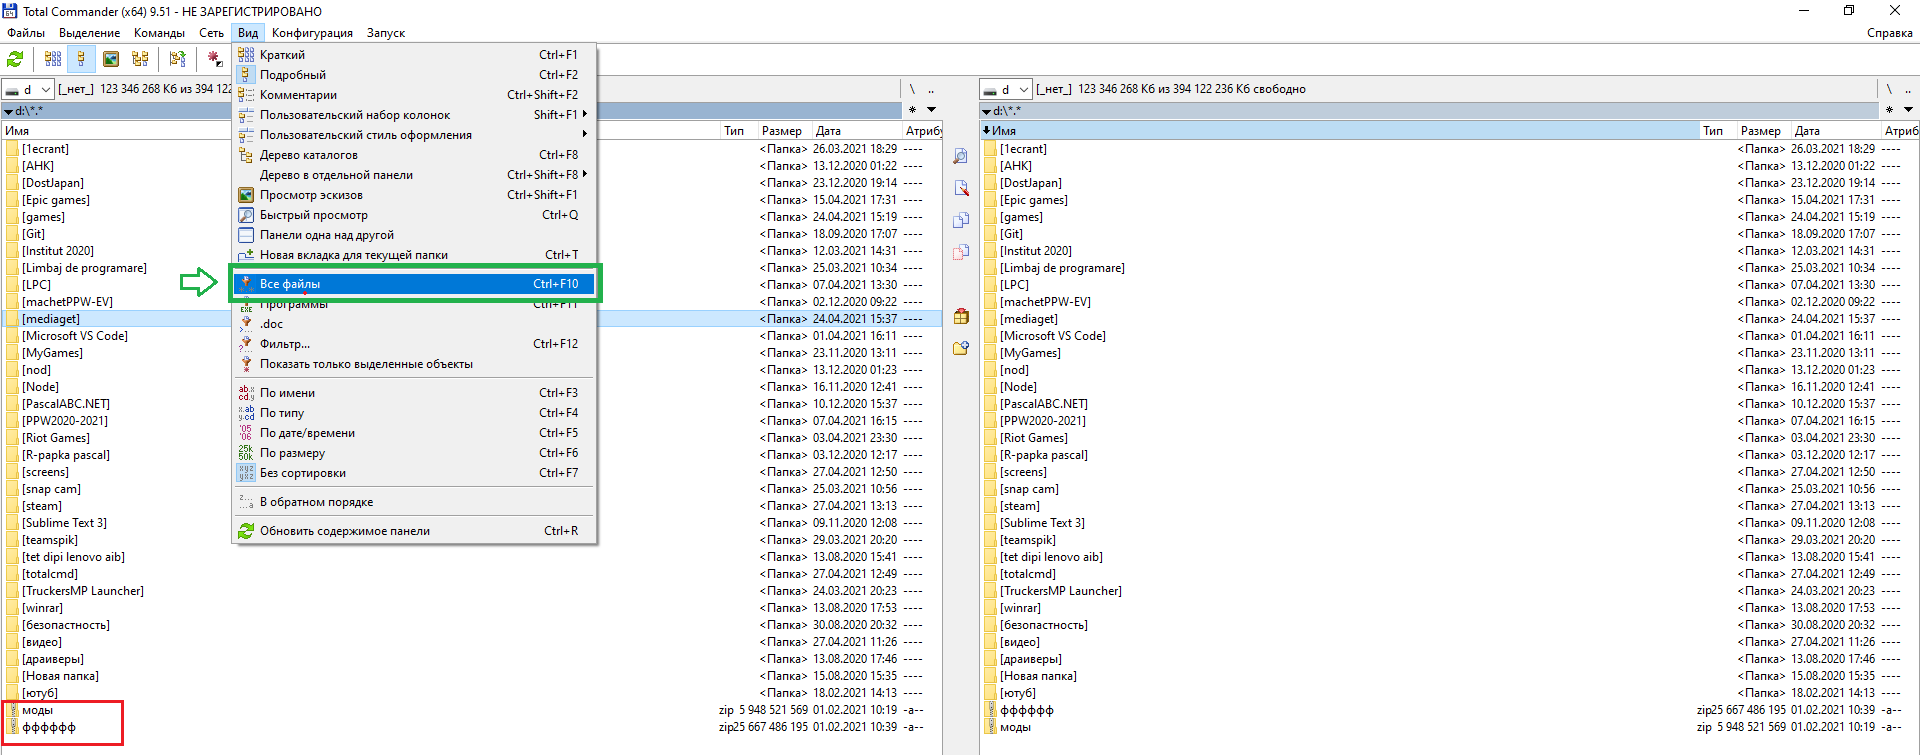 Total Commander (x64) 9.51 - НЕ ЗАРЕГИСТРИРОВАНО
Файлы Выделение Команды Сеть Вид Конфигурация Запуск Справка
d [_нет_] 123 346 268 Кб из 394 122
\ ..
d:\*.*
* 
Имя Тип Размер Дата Атрибу
[1ecrant] <Папка> 26.03.2021 18:29 ----
[AHK] <Папка> 13.12.2020 01:22 ----
[DostJapan] <Папка> 23.12.2020 19:14 ----
[Epic games] <Папка> 15.04.2021 17:31 ----
[games] <Папка> 24.04.2021 15:19 ----
[Git] <Папка> 18.09.2020 17:07 ----
[Institut 2020] <Папка> 12.03.2021 14:31 ----
[Limbaj de programare] <Папка> 25.03.2021 10:34 ----
[LPC] <Папка> 07.04.2021 13:30 ----
[machetPPW-EV] <Папка> 02.12.2020 09:22 ----
[mediaget] <Папка> 24.04.2021 15:37 ----
[Microsoft VS Code] <Папка> 01.04.2021 16:11 ----
[MyGames] <Папка> 23.11.2020 13:11 ----
[nod] <Папка> 13.12.2020 01:23 ----
[Node] <Папка> 16.11.2020 12:41 ----
[PascalABC.NET] <Папка> 10.12.2020 15:37 ----
[PPW2020-2021] <Папка> 07.04.2021 16:15 ----
[Riot Games] <Папка> 03.04.2021 23:30 ----
[R-papka pascal] <Папка> 03.12.2020 12:17 ----
[screens] <Папка> 27.04.2021 12:50 ----
[snap cam] <Папка> 25.03.2021 10:56 ----
[steam] <Папка> 27.04.2021 13:13 ----
[Sublime Text 3] <Папка> 09.11.2020 12:08 ----
[teamspik] <Папка> 29.03.2021 20:20 ----
[tet dipi lenovo aib] <Папка> 13.08.2020 15:41 ----
[totalcmd] <Папка> 27.04.2021 12:49 ----
[TruckersMP Launcher] <Папка> 24.03.2021 20:23 ----
[winrar] <Папка> 13.08.2020 17:53 ----
[безопастность] <Папка> 30.08.2020 20:32 ----
[видео] <Папка> 27.04.2021 11:26 ----
[драиверы] <Папка> 13.08.2020 17:46 ----
[Новая папка] <Папка> 15.08.2020 15:35 ----
[ютуб] <Папка> 18.02.2021 14:13 ----
моды zip 5 948 521 569 01.02.2021 10:19 -a--
фффффф zip 25 667 486 195 01.02.2021 10:39 -a--
Краткий Ctrl+F1
Подробный Ctrl+F2
Комментарии Ctrl+Shift+F2
Пользовательский набор колонок Shift+F1
Пользовательский стиль оформления
Дерево каталогов Ctrl+F8
Дерево в отдельной панели Ctrl+Shift+F8
Просмотр эскизов Ctrl+Shift+F1
Быстрый просмотр Ctrl+Q
Панели одна над другой
Новая вкладка для текущей папки Ctrl+T
Все файлы Ctrl+F10
Программы Ctrl+F11
.doc
Фильтр... Ctrl+F12
Показать только выделенные объекты
По имени Ctrl+F3
По типу Ctrl+F4
По дате/времени Ctrl+F5
По размеру Ctrl+F6
Без сортировки Ctrl+F7
В обратном порядке
Обновить содержимое панели Ctrl+R
d [_нет_] 123 346 268 Кб из 394 122 236 Кб свободно
\ ..
d:\*.*
*
Имя Тип Размер Дата Атриб
[1ecrant] <Папка> 26.03.2021 18:29 ----
[AHK] <Папка> 13.12.2020 01:22 ----
[DostJapan] <Папка> 23.12.2020 19:14 ----
[Epic games] <Папка> 15.04.2021 17:31 ----
[games] <Папка> 24.04.2021 15:19 ----
[Git] <Папка> 18.09.2020 17:07 ----
[Institut 2020] <Папка> 12.03.2021 14:31 ----
[Limbaj de programare] <Папка> 25.03.2021 10:34 ----
[LPC] <Папка> 07.04.2021 13:30 ----
[machetPPW-EV] <Папка> 02.12.2020 09:22 ----
[mediaget] <Папка> 24.04.2021 15:37 ----
[Microsoft VS Code] <Папка> 01.04.2021 16:11 ----
[MyGames] <Папка> 23.11.2020 13:11 ----
[nod] <Папка> 13.12.2020 01:23 ----
[Node] <Папка> 16.11.2020 12:41 ----
[PascalABC.NET] <Папка> 10.12.2020 15:37 ----
[PPW2020-2021] <Папка> 07.04.2021 16:15 ----
[Riot Games] <Папка> 03.04.2021 23:30 ----
[R-papka pascal] <Папка> 03.12.2020 12:17 ----
[screens] <Папка> 27.04.2021 12:50 ----
[snap cam] <Папка> 25.03.2021 10:56 ----
[steam] <Папка> 27.04.2021 13:13 ----
[Sublime Text 3] <Папка> 09.11.2020 12:08 ----
[teamspik] <Папка> 29.03.2021 20:20 ----
[tet dipi lenovo aib] <Папка> 13.08.2020 15:41 ----
[totalcmd] <Папка> 27.04.2021 12:49 ----
[TruckersMP Launcher] <Папка> 24.03.2021 20:23 ----
[winrar] <Папка> 13.08.2020 17:53 ----
[безопастность] <Папка> 30.08.2020 20:32 ----
[видео] <Папка> 27.04.2021 11:26 ----
[драиверы] <Папка> 13.08.2020 17:46 ----
[Новая папка] <Папка> 15.08.2020 15:35 ----
[ютуб] <Папка> 18.02.2021 14:13 ----
фффффф zip 25 667 486 195 01.02.2021 10:39 -a--
моды zip 5 948 521 569 01.02.2021 10:19 -a--